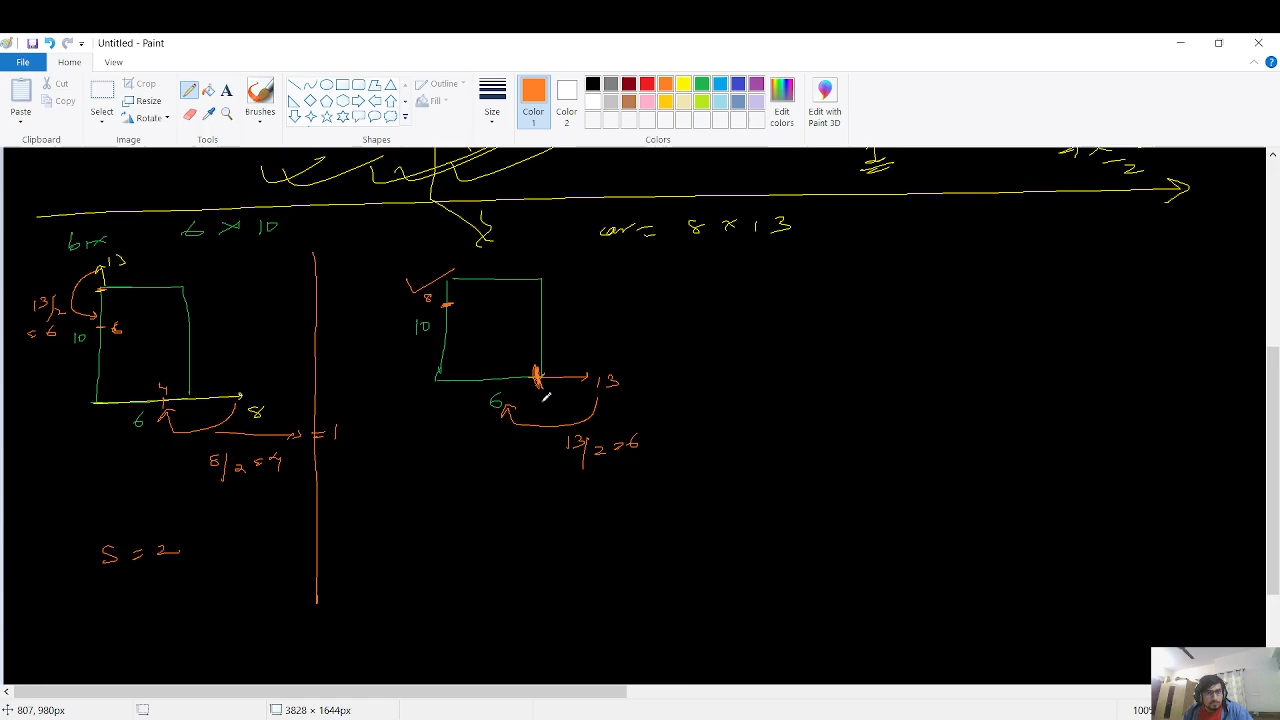 Untitled - Paint
File
Home
View
Paste
Cut
Copy
Clipboard
Select
Crop
Resize
Rotate
Image
Tools
Brushes
Shapes
Outline
Fill
Size
Color 1
Color 2
Colors
Edit colors
Edit with Paint 3D
1
2
box
6 × 10
car = 8 × 13
13
13/2
= 6
6
10
4
6
8
8/2 = 4
= 1
S = 2
8
10
6
13
13/2 = 6
807, 980px
3828 × 1644px
100%